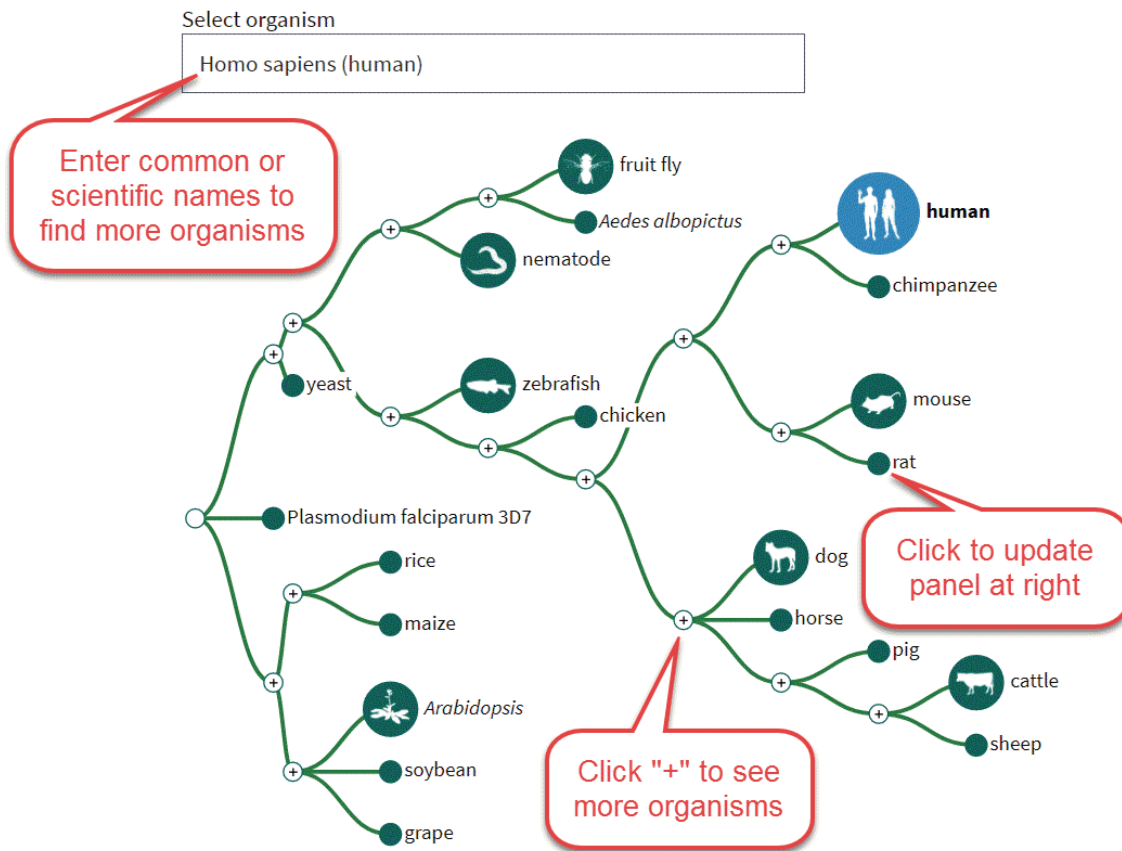 Select organism
Homo sapiens (human)
Enter common or
scientific names to
find more organisms
fruit fly
Aedes albopictus
nematode
human
chimpanzee
yeast
zebrafish
chicken
mouse
rat
Plasmodium falciparum 3D7
Click to update
panel at right
rice
maize
dog
horse
pig
cattle
sheep
Arabidopsis
soybean
grape
Click "+" to see
more organisms